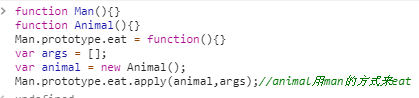 > function Man(){}
function Animal(){}
Man.prototype.eat = function(){}
var args = [];
var animal = new Animal();
Man.prototype.eat.apply(animal,args);//animal用man的方式来eat